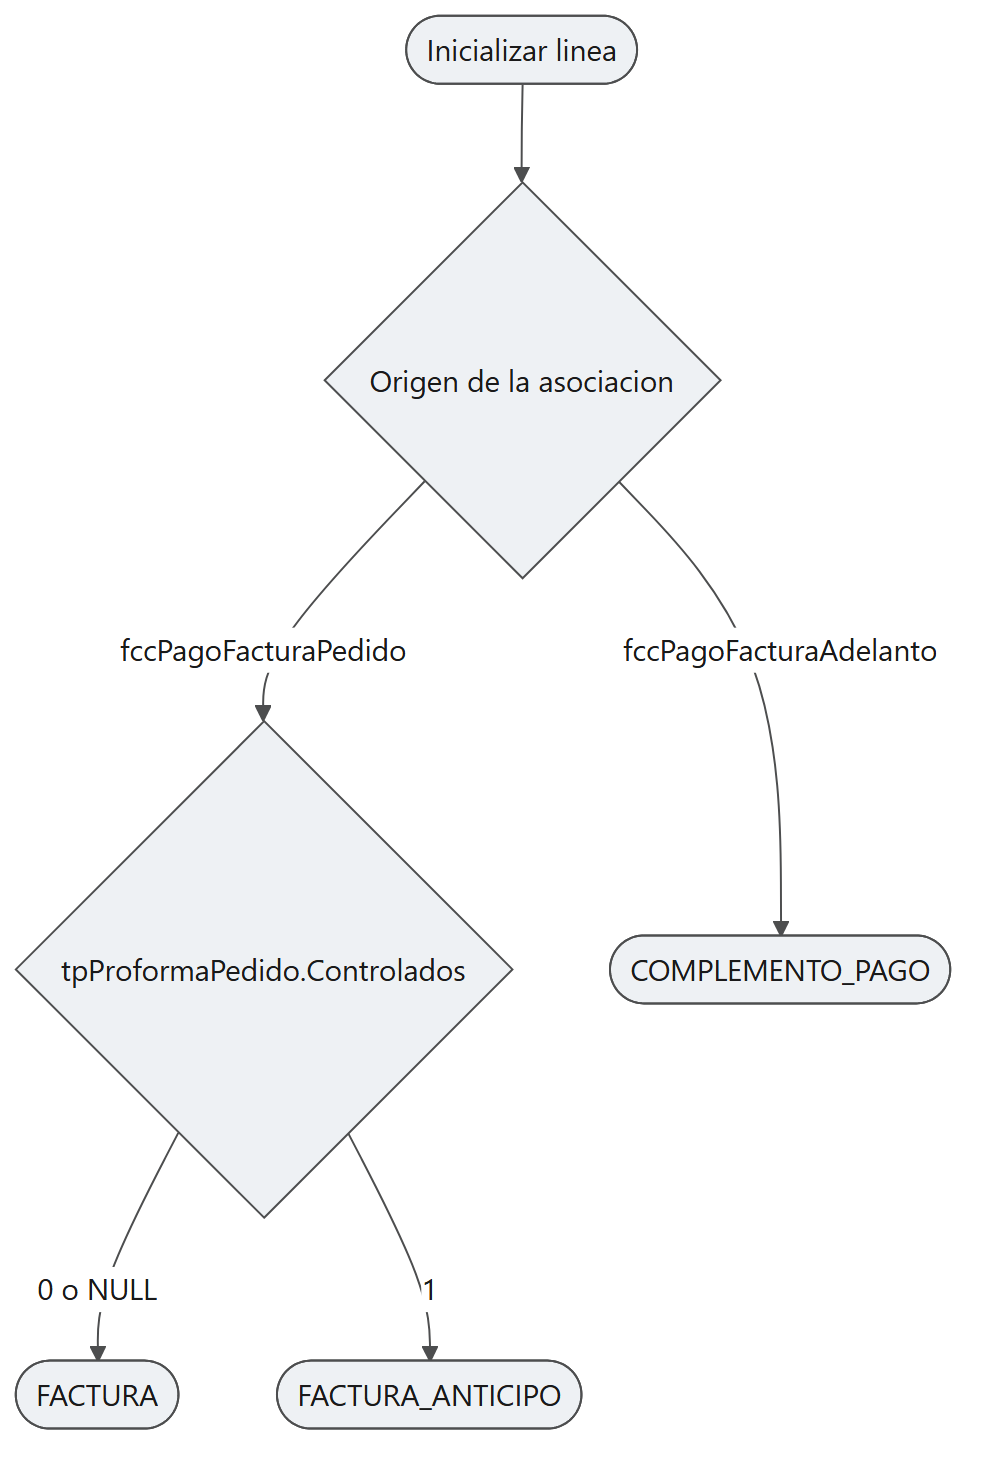 Inicializar linea
Origen de la asociacion
fccPagoFacturaPedido
fccPagoFacturaAdelanto
tpProformaPedido.Controlados
COMPLEMENTO_PAGO
0 o NULL
1
FACTURA
FACTURA_ANTICIPO